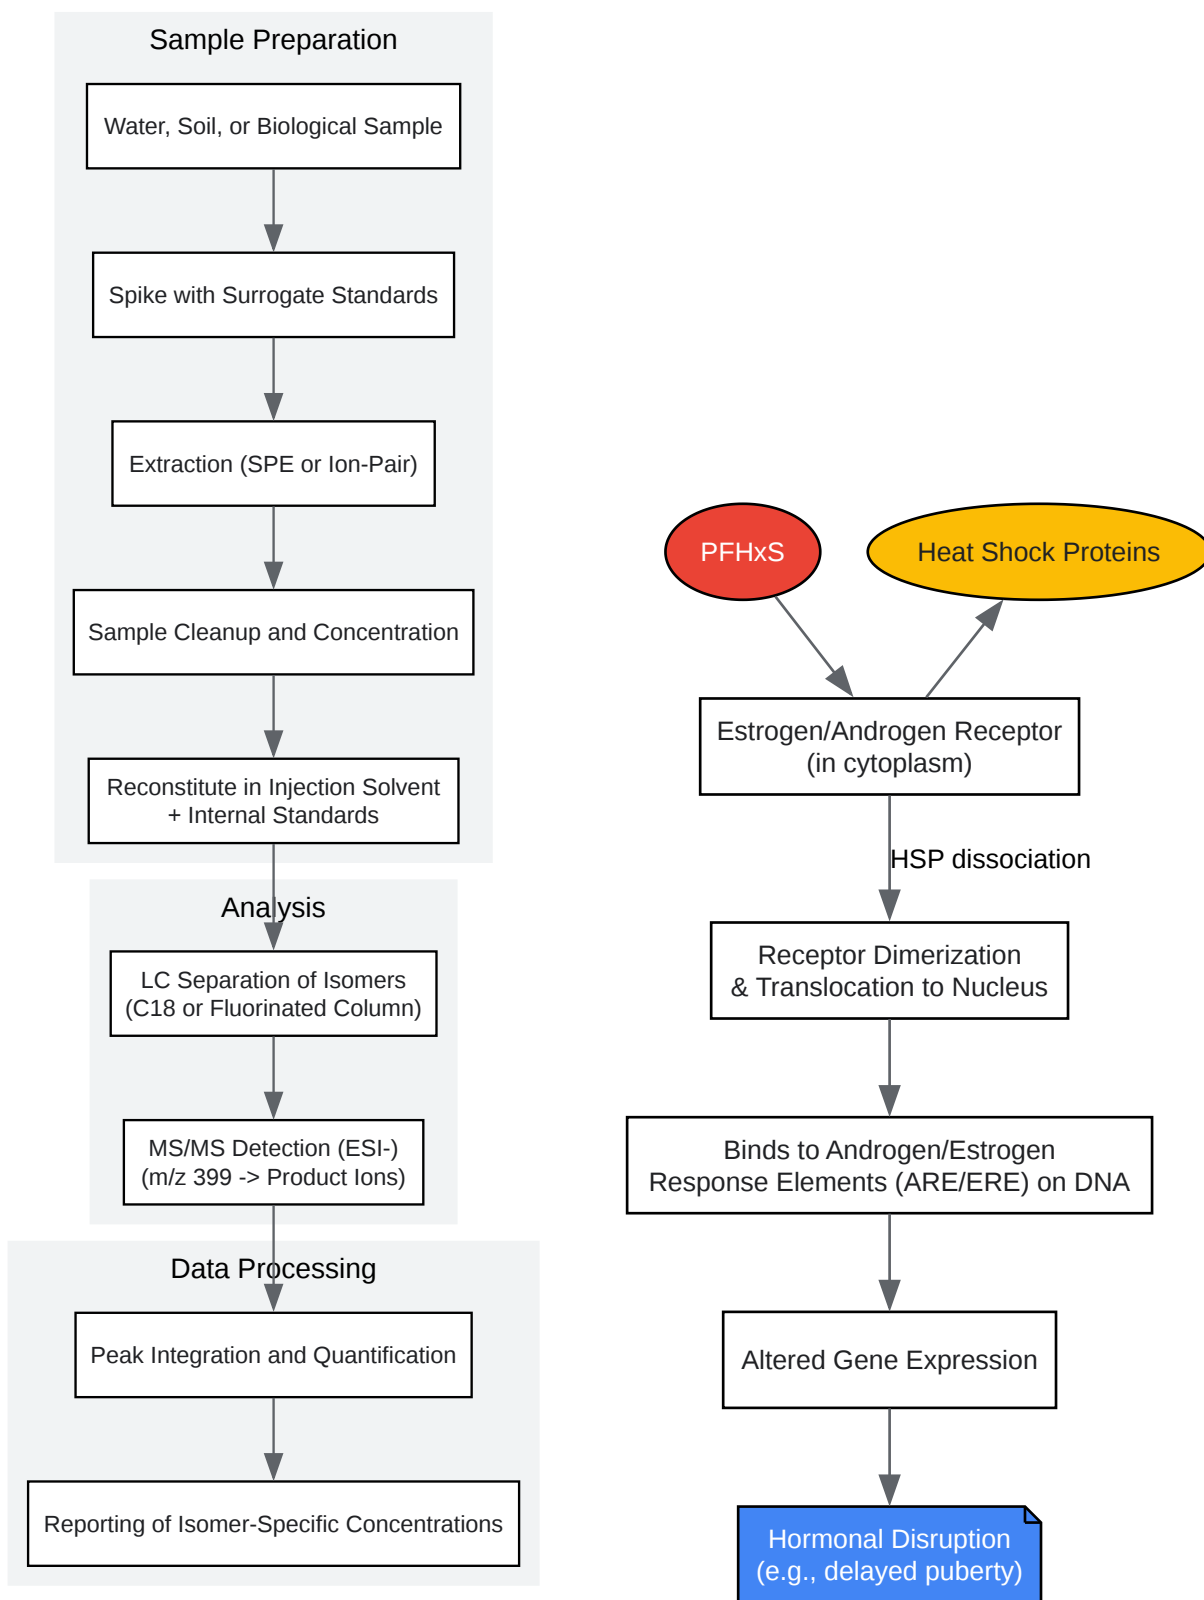 Sample Preparation
Water, Soil, or Biological Sample
Spike with Surrogate Standards
Extraction (SPE or Ion-Pair)
Sample Cleanup and Concentration
Reconstitute in Injection Solvent
+ Internal Standards
Analysis
LC Separation of Isomers
(C18 or Fluorinated Column)
MS/MS Detection (ESI-)
(m/z 399 -> Product Ions)
Data Processing
Peak Integration and Quantification
Reporting of Isomer-Specific Concentrations
PFHxS
Heat Shock Proteins
Estrogen/Androgen Receptor
(in cytoplasm)
HSP dissociation
Receptor Dimerization
& Translocation to Nucleus
Binds to Androgen/Estrogen
Response Elements (ARE/ERE) on DNA
Altered Gene Expression
Hormonal Disruption
(e.g., delayed puberty)